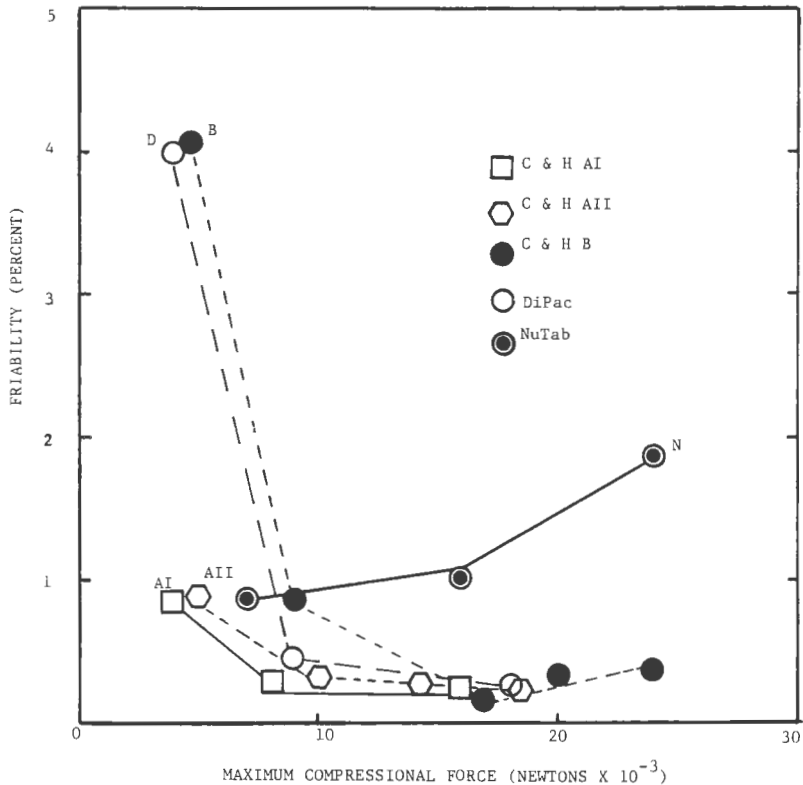 5
4
3
2
1
0
10
20
30
FRIABILITY (PERCENT)
MAXIMUM COMPRESSIONAL FORCE (NEWTONS X 10⁻³)
D
B
C & H AI
C & H AII
C & H B
DiPac
NuTab
N
AI
AII